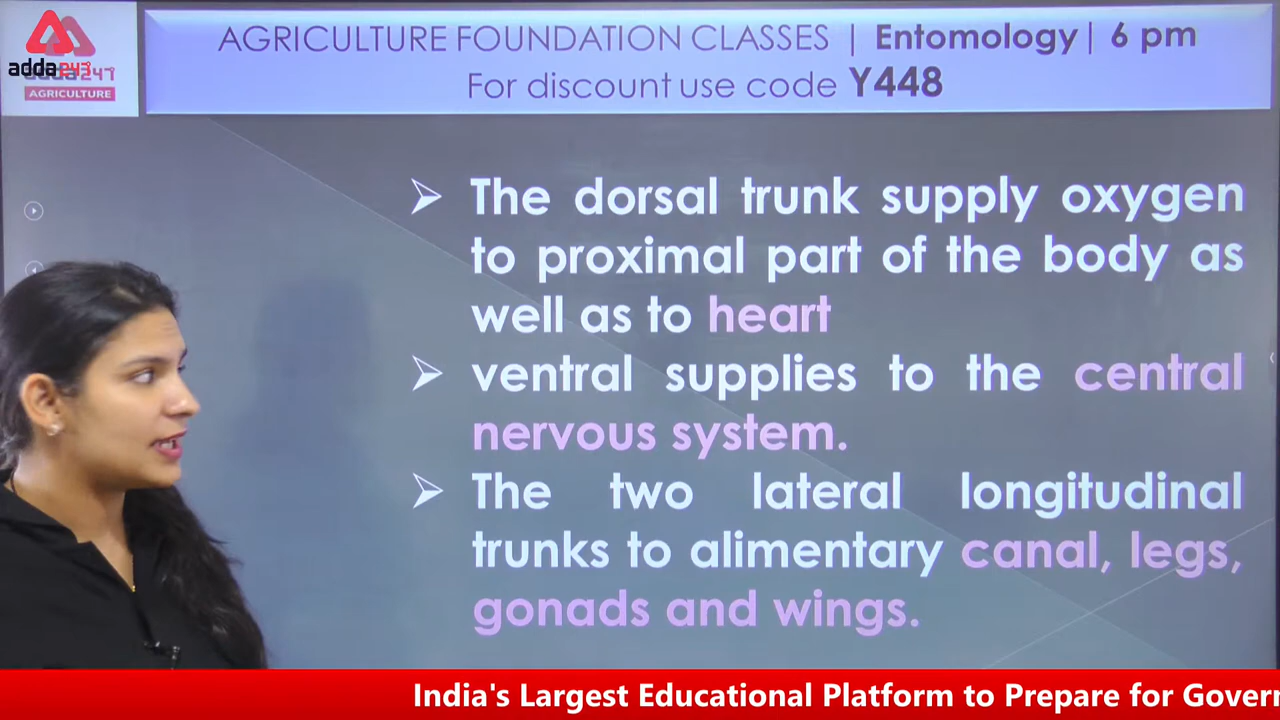 AGRICULTURE FOUNDATION CLASSES | Entomology| 6 pm
For discount use code Y448
adda247
adda247
AGRICULTURE
The dorsal trunk supply oxygen
to proximal part of the body as
well as to heart
ventral supplies to the central
nervous system.
The two lateral longitudinal
trunks to alimentary canal, legs,
gonads and wings.
India's Largest Educational Platform to Prepare for Govern